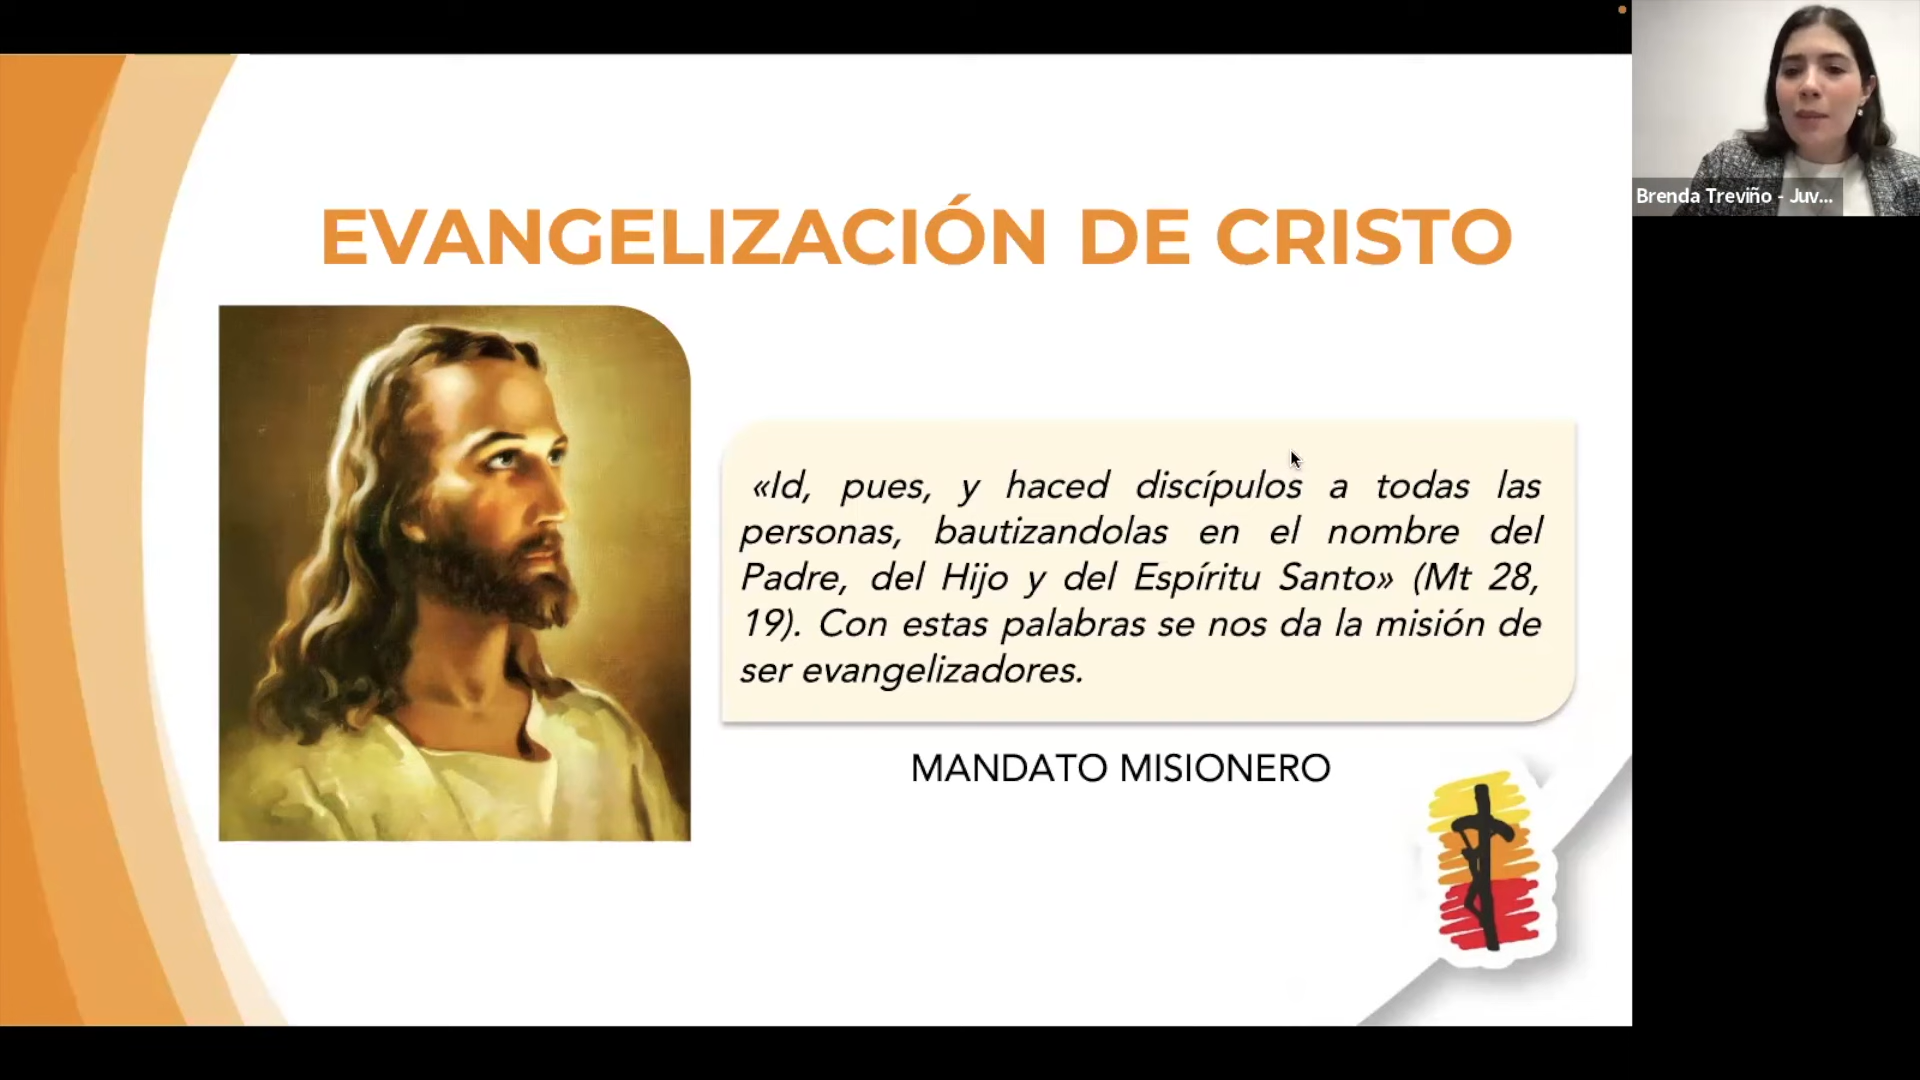 Brenda Treviño - Juv...
EVANGELIZACIÓN DE CRISTO
«Id, pues, y haced discípulos a todas las
personas, bautizandolas en el nombre del
Padre, del Hijo y del Espíritu Santo» (Mt 28,
19). Con estas palabras se nos da la misión de
ser evangelizadores.
MANDATO MISIONERO